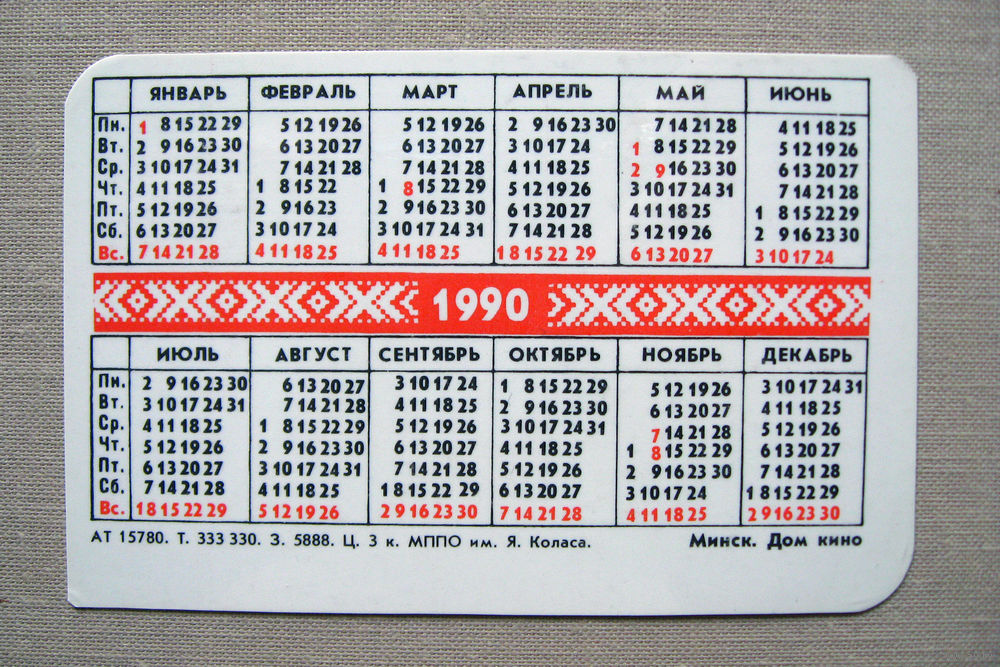 ЯНВАРЬ ФЕВРАЛЬ МАРТ АПРЕЛЬ МАЙ ИЮНЬ
Пн. 1 8 15 22 29 5 12 19 26 5 12 19 26 2 9 16 23 30 7 14 21 28 4 11 18 25
Вт. 2 9 16 23 30 6 13 20 27 6 13 20 27 3 10 17 24 1 8 15 22 29 5 12 19 26
Ср. 3 10 17 24 31 7 14 21 28 7 14 21 28 4 11 18 25 2 9 16 23 30 6 13 20 27
Чт. 4 11 18 25 1 8 15 22 1 8 15 22 29 5 12 19 26 3 10 17 24 31 7 14 21 28
Пт. 5 12 19 26 2 9 16 23 2 9 16 23 30 6 13 20 27 4 11 18 25 1 8 15 22 29
Сб. 6 13 20 27 3 10 17 24 3 10 17 24 31 7 14 21 28 5 12 19 26 2 9 16 23 30
Вс. 7 14 21 28 4 11 18 25 4 11 18 25 1 8 15 22 29 6 13 20 27 3 10 17 24
1990
ИЮЛЬ АВГУСТ СЕНТЯБРЬ ОКТЯБРЬ НОЯБРЬ ДЕКАБРЬ
Пн. 2 9 16 23 30 6 13 20 27 3 10 17 24 1 8 15 22 29 5 12 19 26 3 10 17 24 31
Вт. 3 10 17 24 31 7 14 21 28 4 11 18 25 2 9 16 23 30 6 13 20 27 4 11 18 25
Ср. 4 11 18 25 1 8 15 22 29 5 12 19 26 3 10 17 24 31 7 14 21 28 5 12 19 26
Чт. 5 12 19 26 2 9 16 23 30 6 13 20 27 4 11 18 25 1 8 15 22 29 6 13 20 27
Пт. 6 13 20 27 3 10 17 24 31 7 14 21 28 5 12 19 26 2 9 16 23 30 7 14 21 28
Сб. 7 14 21 28 4 11 18 25 1 8 15 22 29 6 13 20 27 3 10 17 24 1 8 15 22 29
Вс. 1 8 15 22 29 5 12 19 26 2 9 16 23 30 7 14 21 28 4 11 18 25 2 9 16 23 30
АТ 15780. Т. 333 330. З. 5888. Ц. 3 к. МППО им. Я. Коласа. Минск. Дом кино